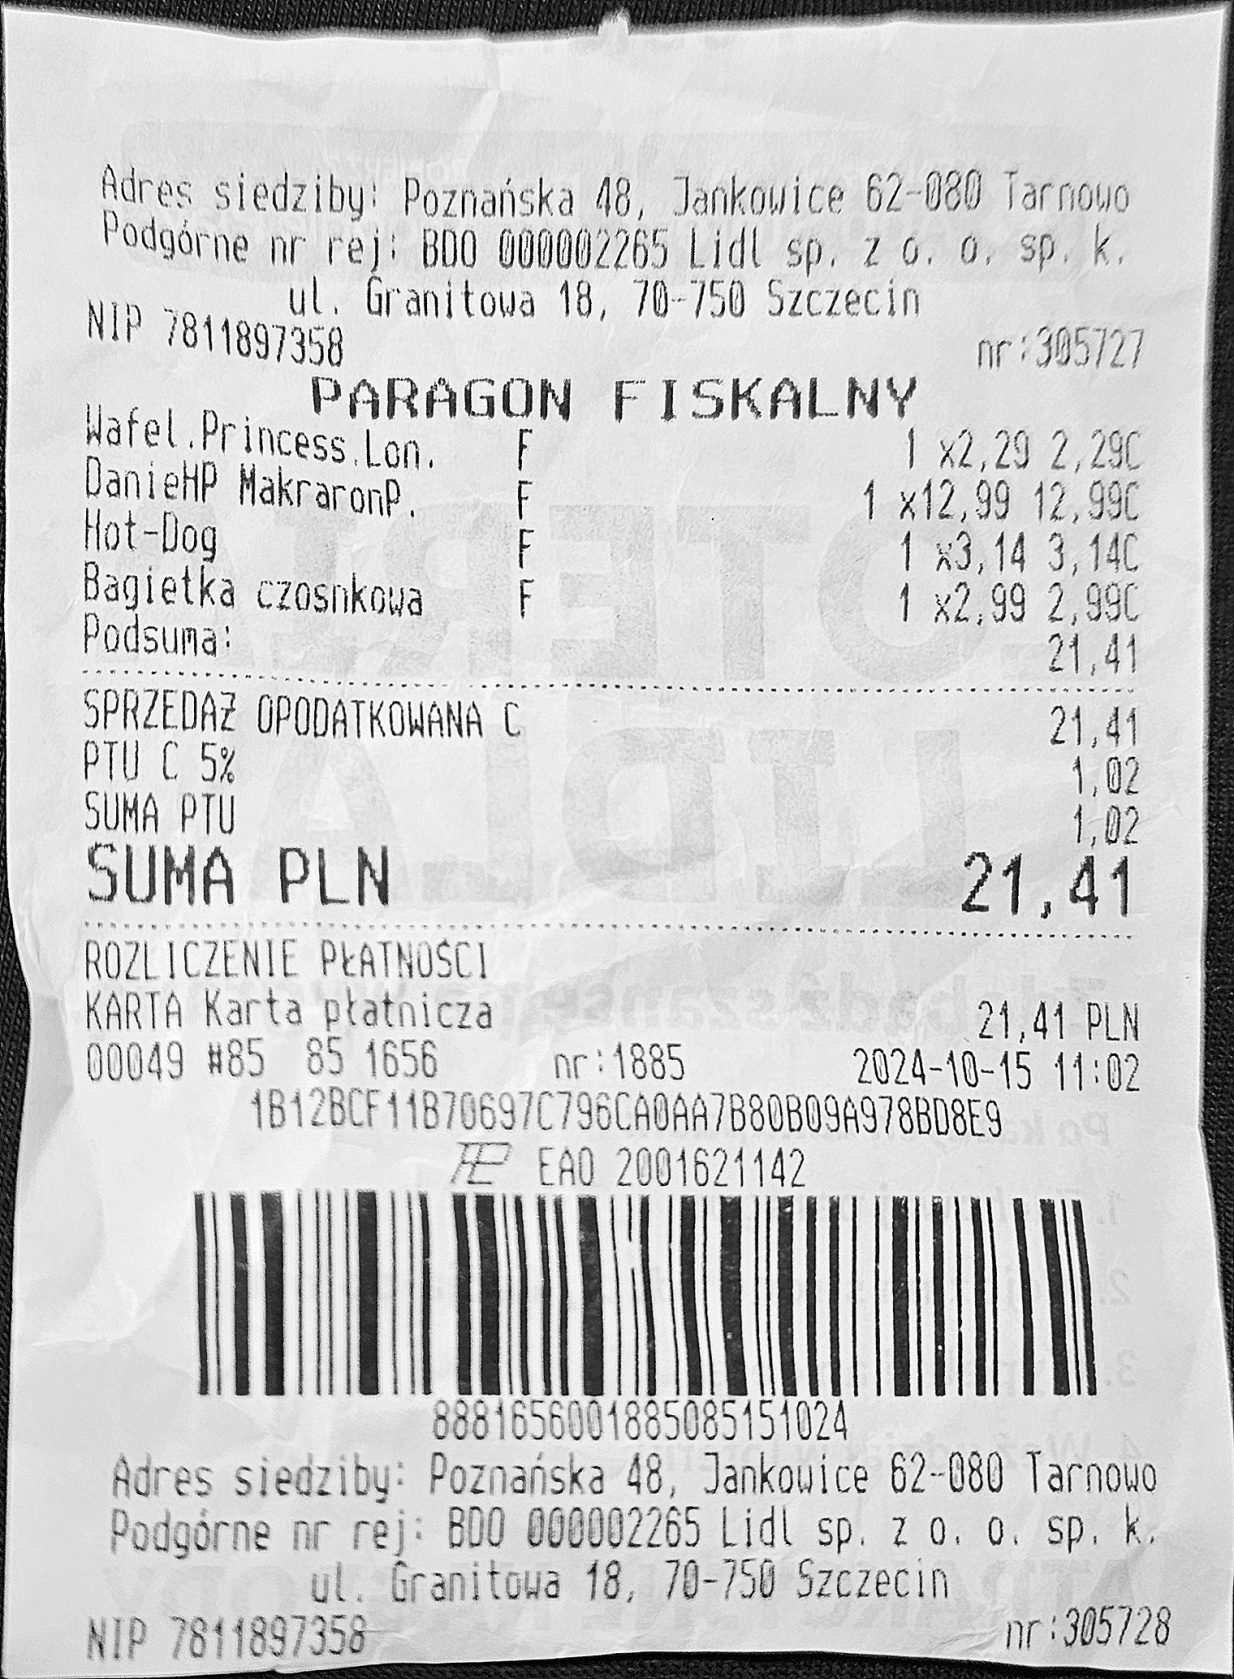 Adres siedziby: Poznańska 48, Jankowice 62-080 Tarnowo
Podgórne nr rej: BDO 000002265 Lidl sp. z o. o. sp. k.
ul. Granitowa 18, 70-750 Szczecin
NIP 7811897358 nr:305727
PARAGON FISKALNY
Wafel.Princess.Lon. F 1 x2,29 2,29C
DanieHP MakraronP. F 1 x12,99 12,99C
Hot-Dog F 1 x3,14 3,14C
Bagietka czosnkowa F 1 x2,99 2,99C
Podsuma: 21,41
SPRZEDAŻ OPODATKOWANA C 21,41
PTU C 5% 1,02
SUMA PTU 1,02
SUMA PLN 21,41
ROZLICZENIE PŁATNOŚCI
KARTA Karta płatnicza 21,41 PLN
00049 #85 85 1656 nr:1885 2024-10-15 11:02
1B12BCF11B70697C796CA0AA7B80B09A978BD8E9
EAO 2001621142
8881656001885085151024
Adres siedziby: Poznańska 48, Jankowice 62-080 Tarnowo
Podgórne nr rej: BDO 000002265 Lidl sp. z o. o. sp. k.
ul. Granitowa 18, 70-750 Szczecin
NIP 7811897358 nr:305728